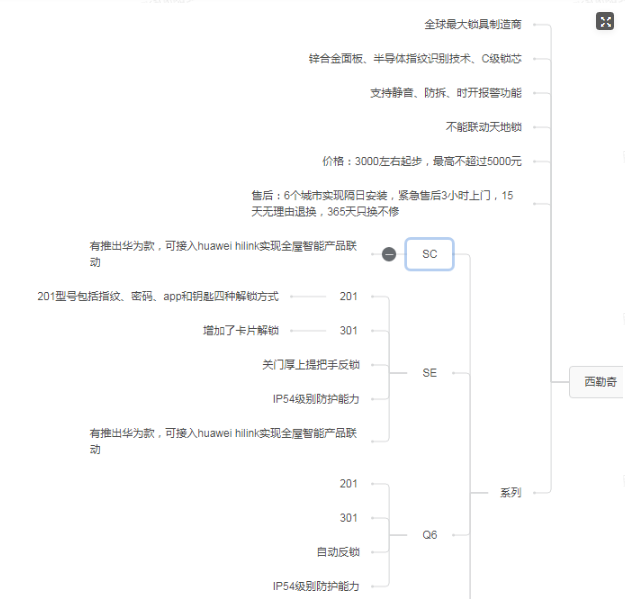 全球最大锁具制造商
锌合金面板、半导体指纹识别技术、C级锁芯
支持静音、防拆、时开报警功能
不能联动天地锁
价格：3000左右起步，最高不超过5000元
售后：6个城市实现隔日安装，紧急售后3小时上门，15
天无理由退换，365天只换不修
有推出华为款，可接入huawei hilink实现全屋智能产品联
动
SC
201型号包括指纹、密码、app和钥匙四种解锁方式
201
增加了卡片解锁
301
关门厚上提把手反锁
SE
西勒奇
IP54级别防护能力
有推出华为款，可接入huawei hilink实现全屋智能产品联
动
201
系列
301
Q6
自动反锁
IP54级别防护能力